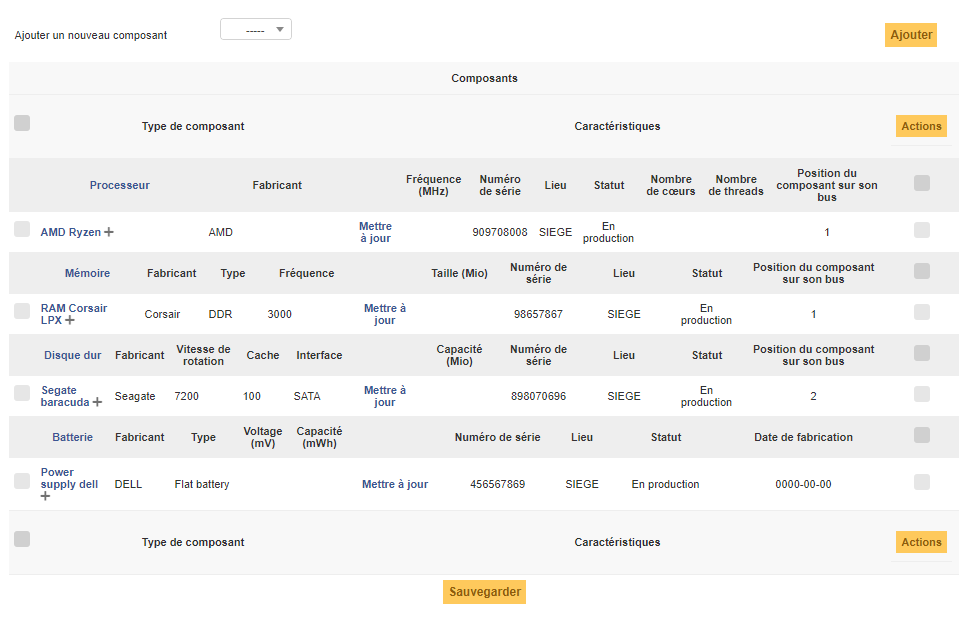 Ajouter un nouveau composant ----- Ajouter
Composants
Type de composant Caractéristiques Actions
Processeur Fabricant Fréquence (MHz) Numéro de série Lieu Statut Nombre de cœurs Nombre de threads Position du composant sur son bus
AMD Ryzen + AMD Mettre à jour 909708008 SIEGE En production 1
Mémoire Fabricant Type Fréquence Taille (Mio) Numéro de série Lieu Statut Position du composant sur son bus
RAM Corsair LPX + Corsair DDR 3000 Mettre à jour 98657867 SIEGE En production 1
Disque dur Fabricant Vitesse de rotation Cache Interface Capacité (Mio) Numéro de série Lieu Statut Position du composant sur son bus
Segate baracuda + Seagate 7200 100 SATA Mettre à jour 898070696 SIEGE En production 2
Batterie Fabricant Type Voltage (mV) Capacité (mWh) Numéro de série Lieu Statut Date de fabrication
Power supply dell + DELL Flat battery Mettre à jour 456567869 SIEGE En production 0000-00-00
Type de composant Caractéristiques Actions
Sauvegarder